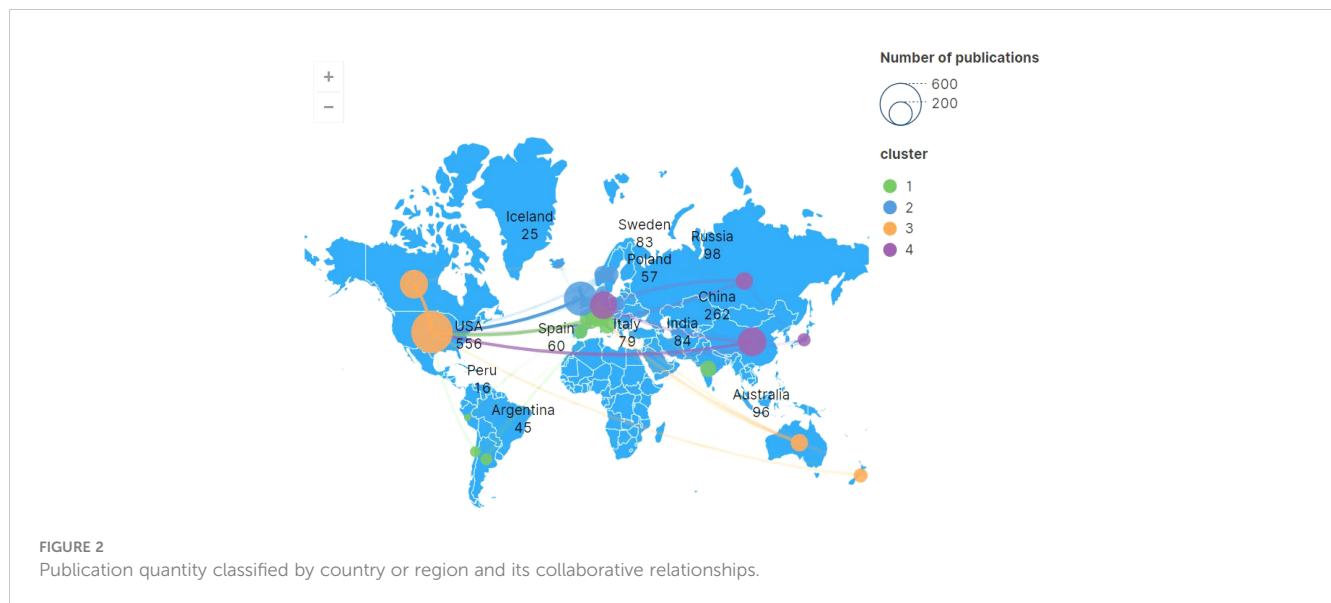 +
−
Number of publications
600
200
cluster
1
2
3
4
Iceland
25
Sweden
83
Russia
98
Poland
57
China
262
USA
556
Spain
60
Italy
79
India
84
Peru
16
Argentina
45
Australia
96
FIGURE 2
Publication quantity classified by country or region and its collaborative relationships.